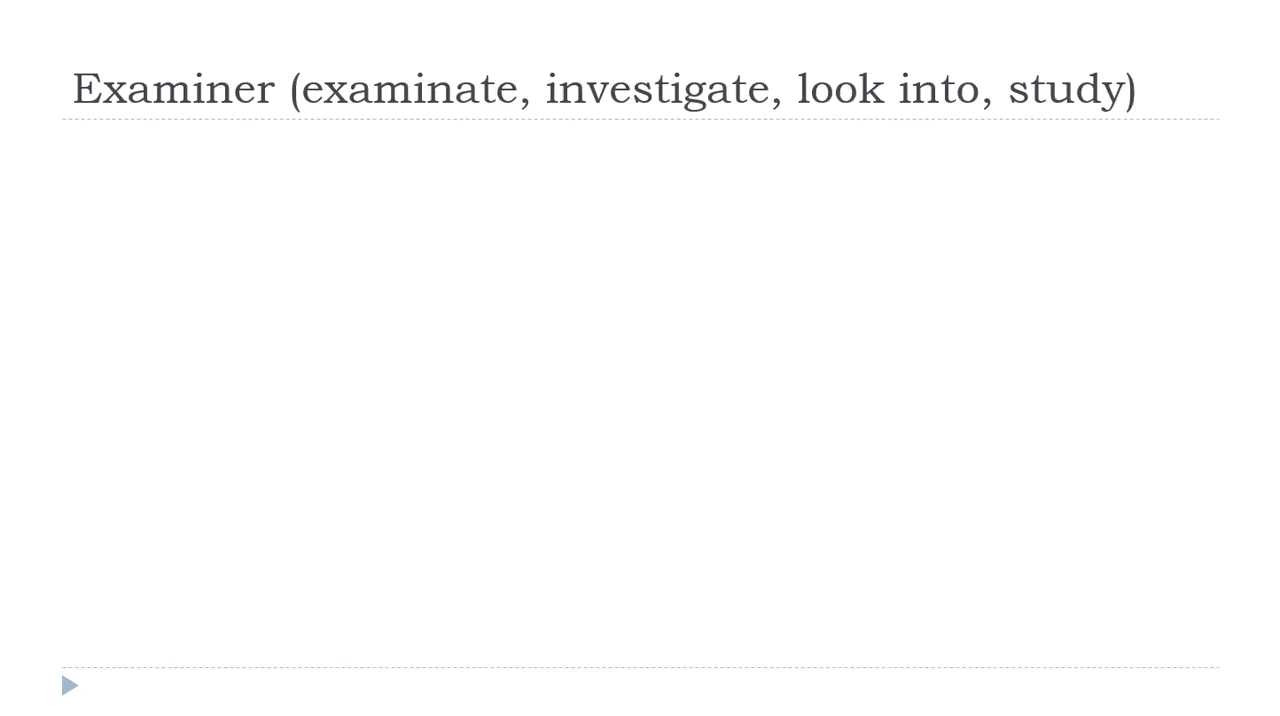 Examiner (examinate, investigate, look into, study)